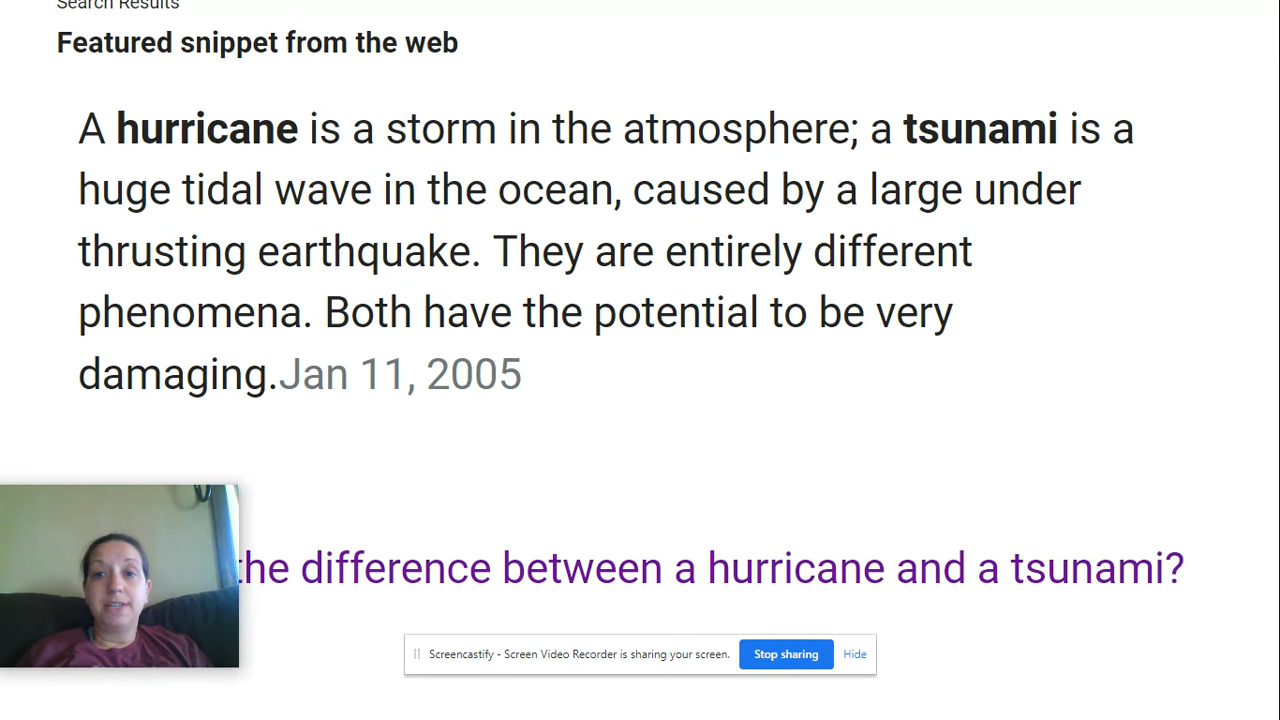 Search Results
Featured snippet from the web
A hurricane is a storm in the atmosphere; a tsunami is a
huge tidal wave in the ocean, caused by a large under
thrusting earthquake. They are entirely different
phenomena. Both have the potential to be very
damaging.Jan 11, 2005
the difference between a hurricane and a tsunami?
Screencastify - Screen Video Recorder is sharing your screen. Stop sharing Hide